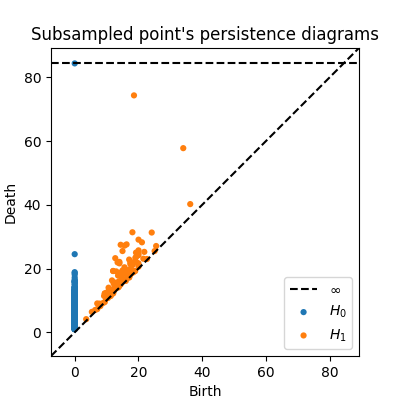 Subsampled point's persistence diagrams
Death
80
60
40
20
0
0 20 40 60 80
Birth
∞
H₀
H₁